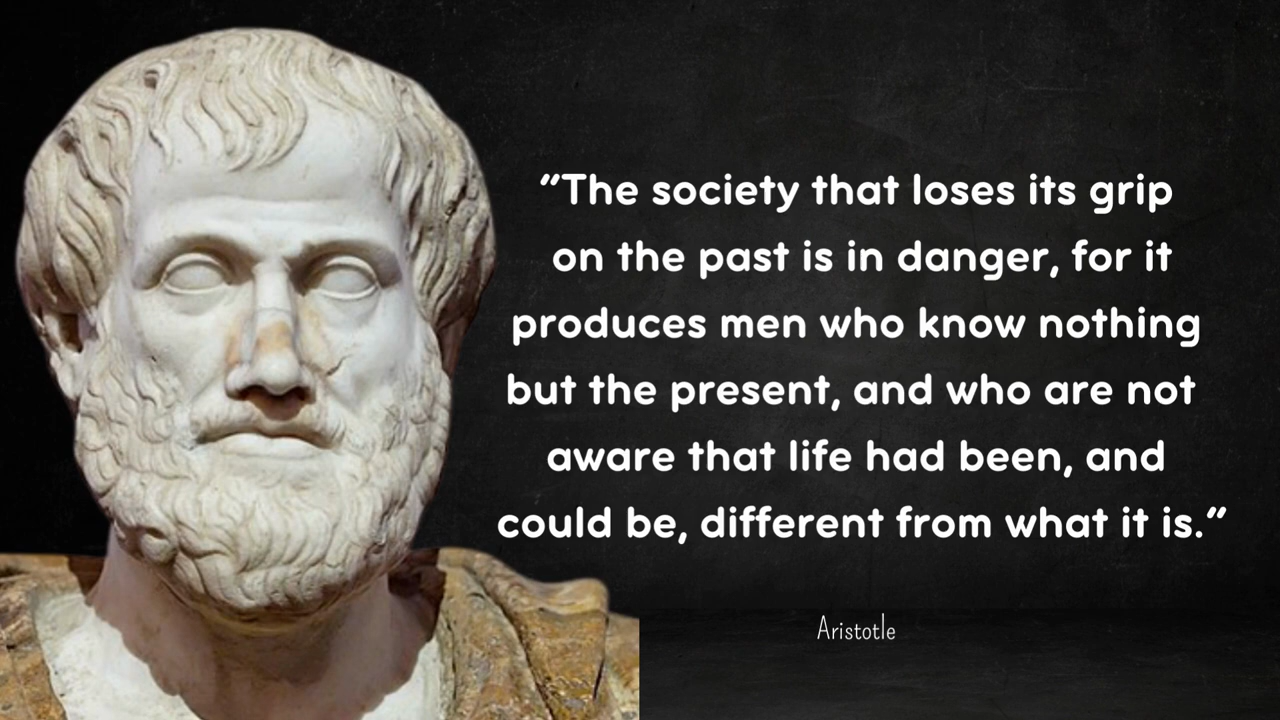 “The society that loses its grip
on the past is in danger, for it
produces men who know nothing
but the present, and who are not
aware that life had been, and
could be, different from what it is.”
Aristotle